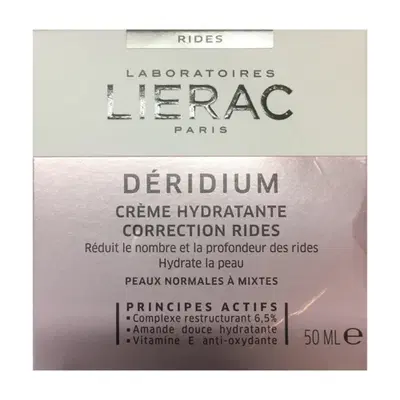 RIDES
LABORATOIRES
LIERAC
PARIS
DÉRIDIUM
CRÈME HYDRATANTE
CORRECTION RIDES
Réduit le nombre et la profondeur des rides
Hydrate la peau
PEAUX NORMALES À MIXTES
PRINCIPES ACTIFS
▪ Complexe restructurant 6,5%
▪ Amande douce hydratante
▪ Vitamine E anti-oxydante
50 ML ℮